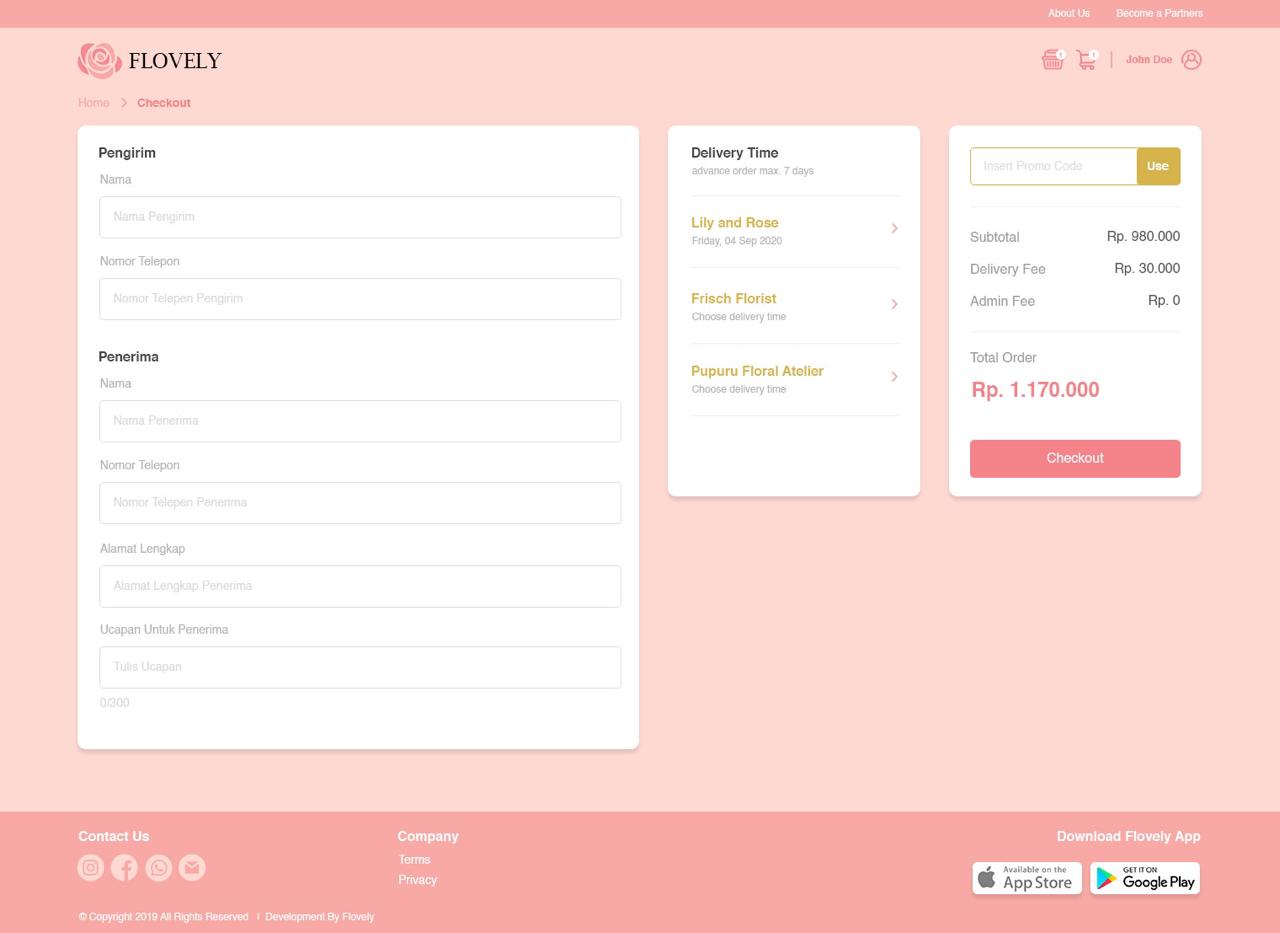 About Us
Become a Partners
FLOVELY
1
1
John Doe
Home
Checkout
Pengirim
Nama
Nama Pengirim
Nomor Telepon
Nomor Telepen Pengirim
Penerima
Nama
Nama Penerima
Nomor Telepon
Nomor Telepen Penerima
Alamat Lengkap
Alamat Lengkap Penerima
Ucapan Untuk Penerima
Tulis Ucapan
0/300
Delivery Time
advance order max. 7 days
Lily and Rose
Friday, 04 Sep 2020
Frisch Florist
Choose delivery time
Pupuru Floral Atelier
Choose delivery time
Insert Promo Code
Use
Subtotal Rp. 980.000
Delivery Fee Rp. 30.000
Admin Fee Rp. 0
Total Order
Rp. 1.170.000
Checkout
Contact Us
Company
Terms
Privacy
Download Flovely App
Available on the
App Store
GET IT ON
Google Play
© Copyright 2019 All Rights Reserved | Development By Flovely